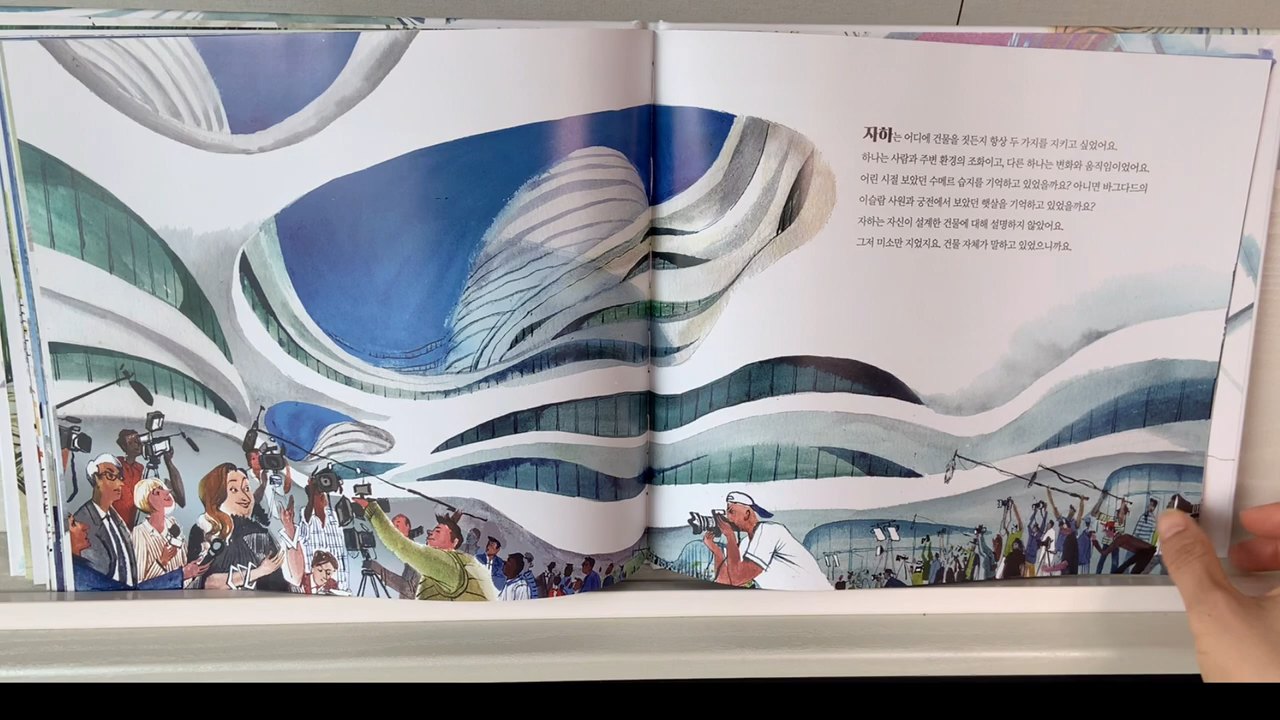 자하는 어디에 건물을 짓든지 항상 두 가지를 지키고 싶었어요.
하나는 사람과 주변 환경의 조화이고, 다른 하나는 변화와 움직임이었어요.
어린 시절 보았던 수메르 습지를 기억하고 있었을까요? 아니면 바그다드의
이슬람 사원과 궁전에서 보았던 햇살을 기억하고 있었을까요?
자하는 자신이 설계한 건물에 대해 설명하지 않았어요.
그저 미소만 지었지요. 건물 자체가 말하고 있었으니까요.